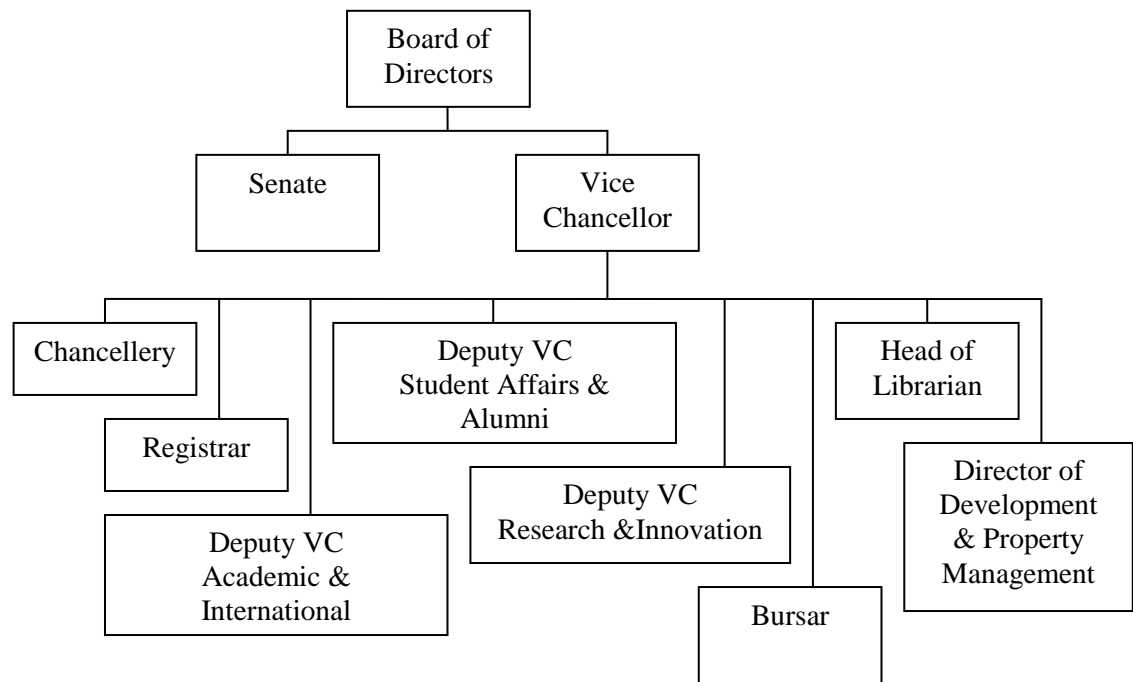 Board of
Directors
Senate
Vice
Chancellor
Chancellery
Deputy VC
Student Affairs &
Alumni
Head of
Librarian
Registrar
Deputy VC
Research &Innovation
Director of
Development
& Property
Management
Deputy VC
Academic &
International
Bursar